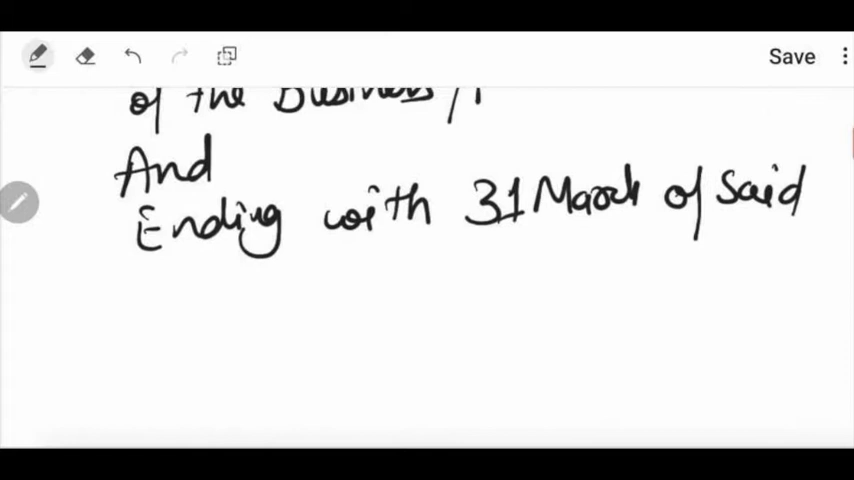 Save
of the Business /
And
Ending with 31 March of Said